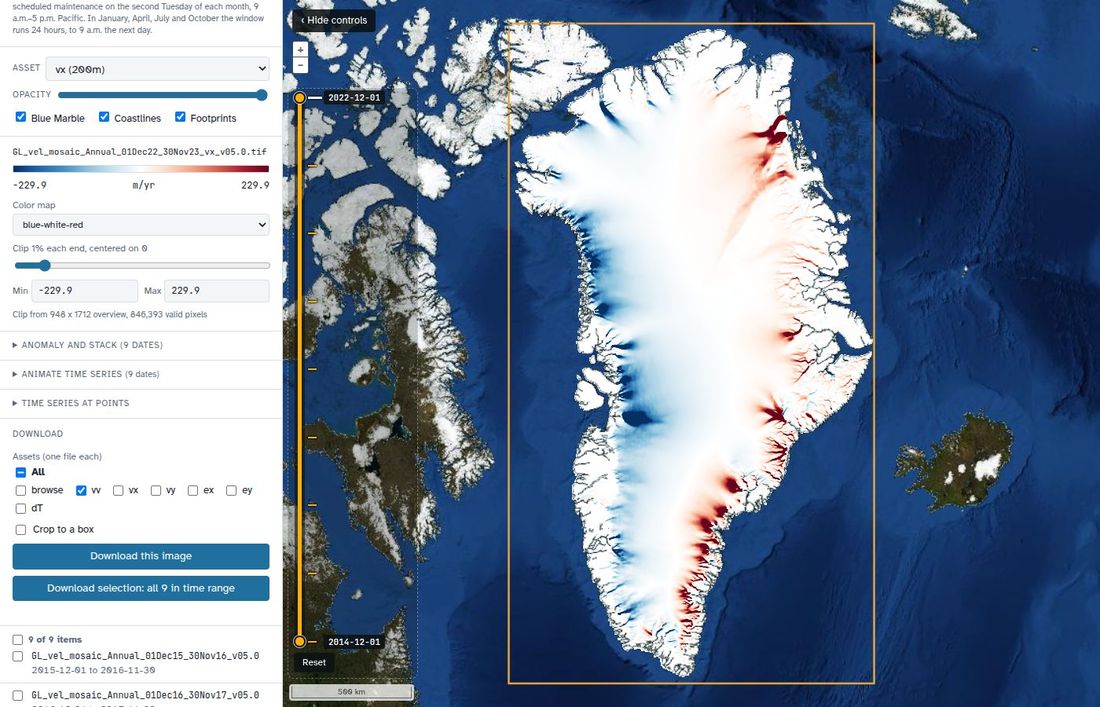 scheduled maintenance on the second Tuesday of each month, 9
a.m.–5 p.m. Pacific. In January, April, July and October the window
runs 24 hours, to 9 a.m. the next day.
ASSET
vx (200m)
OPACITY
Blue Marble
Coastlines
Footprints
GL_vel_mosaic_Annual_01Dec22_30Nov23_vx_v05.0.tif
-229.9 m/yr 229.9
Color map
blue-white-red
Clip 1% each end, centered on 0
Min -229.9 Max 229.9
Clip from 948 x 1712 overview, 846,393 valid pixels
▸ ANOMALY AND STACK (9 DATES)
▸ ANIMATE TIME SERIES (9 dates)
▸ TIME SERIES AT POINTS
DOWNLOAD
Assets (one file each)
All
browse vv vx vy ex ey
dT
Crop to a box
Download this image
Download selection: all 9 in time range
9 of 9 items
GL_vel_mosaic_Annual_01Dec15_30Nov16_v05.0
2015-12-01 to 2016-11-30
GL_vel_mosaic_Annual_01Dec16_30Nov17_v05.0
‹ Hide controls
+
−
2022-12-01
2014-12-01
Reset
500 km